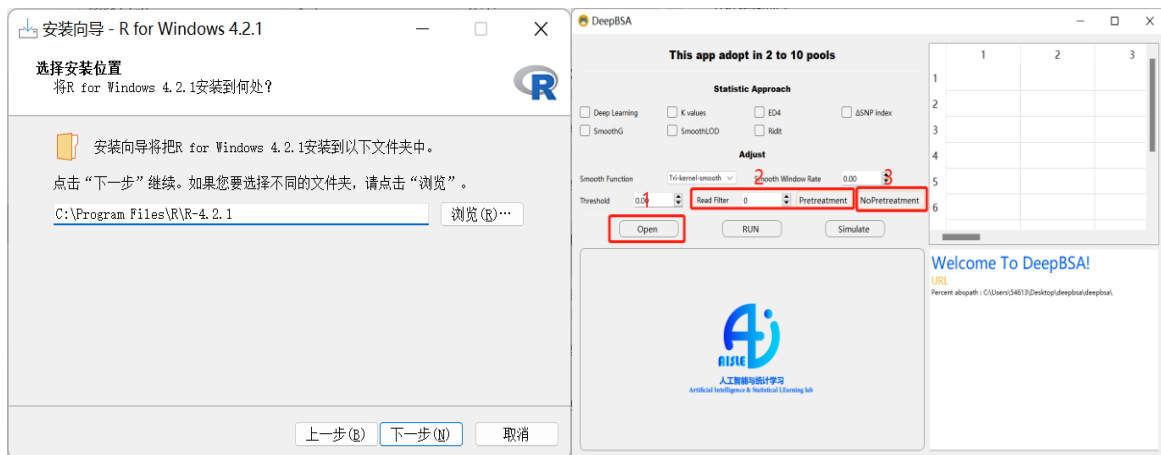 安装向导 - R for Windows 4.2.1
选择安装位置
将R for Windows 4.2.1安装到何处?
R
安装向导将把R for Windows 4.2.1安装到以下文件夹中。
点击“下一步”继续。如果您要选择不同的文件夹，请点击“浏览”。
C:\Program Files\R\R-4.2.1
浏览(R)…
上一步(B)
下一步(N)
取消
DeepBSA
This app adopt in 2 to 10 pools
Statistic Approach
Deep Learning K values ED4 ΔSNP index
SmoothG SmoothLOD Ridit
Adjust
Smooth Function Tri-kernel-smooth 2 Smooth Window Rate 0.00 3
Threshold 0.00 1 Read Filter 0 Pretreatment NoPretreatment
Open RUN Simulate
AISLE
人工智能与统计学习
Artificial Intelligence & Statistical LEarning lab
1 2 3
1
2
3
4
5
6
Welcome To DeepBSA!
URL
Percent abspath : C:\Users\54613\Desktop\deepbsa\deepbsa\,